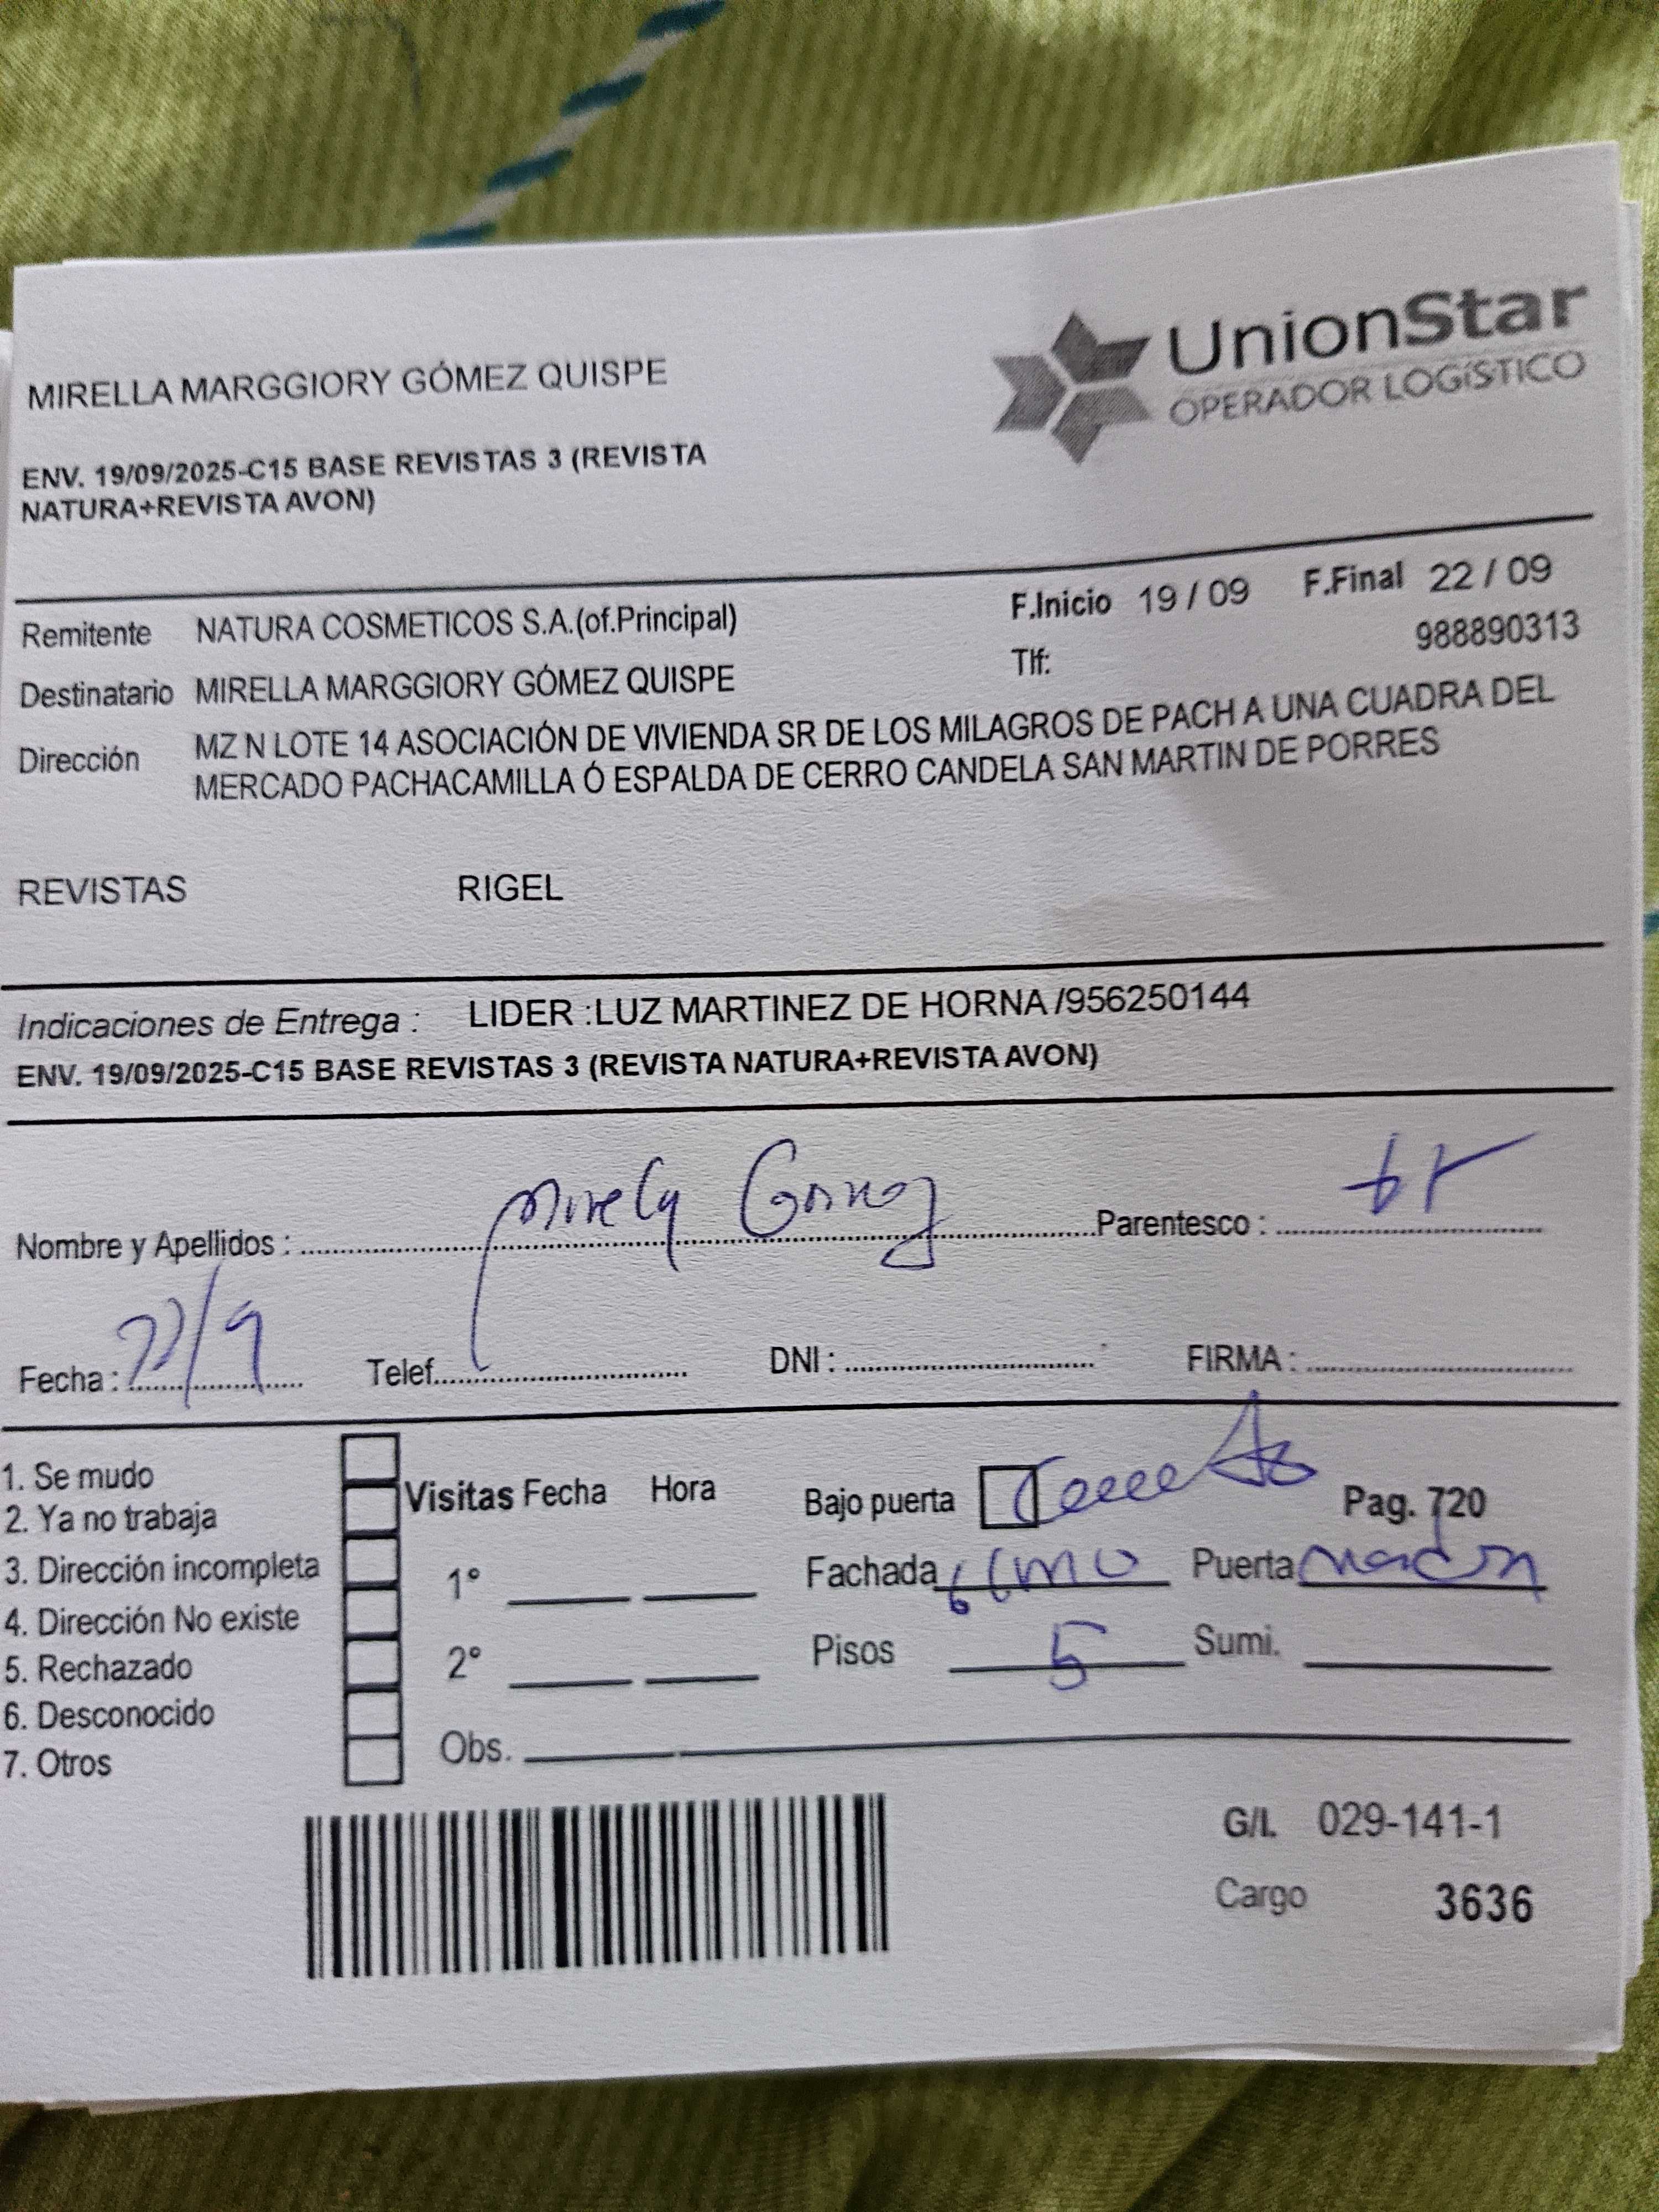 UnionStar
OPERADOR LOGÍSTICO
MIRELLA MARGGIORY GÓMEZ QUISPE
ENV. 19/09/2025-C15 BASE REVISTAS 3 (REVISTA
NATURA+REVISTA AVON)
Remitente NATURA COSMETICOS S.A.(of.Principal) F.Inicio 19 / 09 F.Final 22 / 09
Destinatario MIRELLA MARGGIORY GÓMEZ QUISPE Tlf: 988890313
Dirección MZ N LOTE 14 ASOCIACIÓN DE VIVIENDA SR DE LOS MILAGROS DE PACH A UNA CUADRA DEL
MERCADO PACHACAMILLA Ó ESPALDA DE CERRO CANDELA SAN MARTIN DE PORRES
REVISTAS RIGEL
Indicaciones de Entrega : LIDER :LUZ MARTINEZ DE HORNA /956250144
ENV. 19/09/2025-C15 BASE REVISTAS 3 (REVISTA NATURA+REVISTA AVON)
Nombre y Apellidos : Mirela Gomez Parentesco :
Fecha : 22/9 Telef. DNI : FIRMA :
1. Se mudo
2. Ya no trabaja
3. Dirección incompleta
4. Dirección No existe
5. Rechazado
6. Desconocido
7. Otros
Visitas Fecha Hora
1°
2°
Obs.
Bajo puerta Pag. 720
Fachada Puerta
Pisos 5 Sumi.
G/I. 029-141-1
Cargo 3636